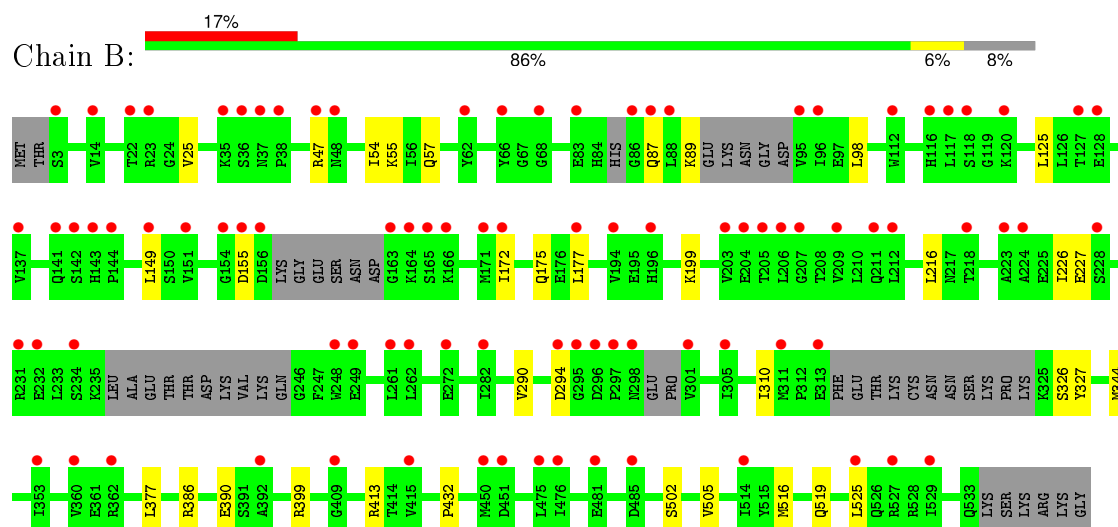 17%
Chain B:
86% 6% 8%
MET THR S3 V14 T22 R23 G24 V25 K35 S36 N37 P38 R47 N48 I54 K55 I56 Q57 Y62 Y66 G67 G68 E83 H84 HIS G86 Q87 L88 K89 GLU LYS ASN GLY ASP V95 I96 E97 L98 W112 H116 L117 S118 G119 K120 L125 L126 T127 E128
V137 Q141 S142 H143 P144 L149 S150 V151 G154 D155 D156 LYS GLY GLU SER ASN ASP G163 K164 S165 K166 M171 I172 Q175 E176 L177 V194 E195 H196 K199 V203 E204 T205 L206 G207 T208 V209 L210 Q211 L212 L216 N217 T218 A223 A224 E225 I226 E227 S228
R231 E232 L233 S234 K235 LEU ALA GLU THR THR ASP LYS VAL LYS GLN G246 F247 W248 E249 L261 L262 E272 I282 V290 D294 G295 D296 P297 N298 GLU PRO V301 I305 I310 M311 P312 E313 PHE GLU THR LYS CYS ASN ASN SER LYS PRO LYS K325 S326 Y327 M344
I353 V360 E361 R362 L377 R386 E390 S391 A392 R399 G409 R413 T414 V415 P432 M450 D451 L475 I476 E481 D485 S502 V505 I514 Y515 M516 Q519 L525 Q526 R527 R528 I529 Q533 LYS SER LYS ARG LYS GLY